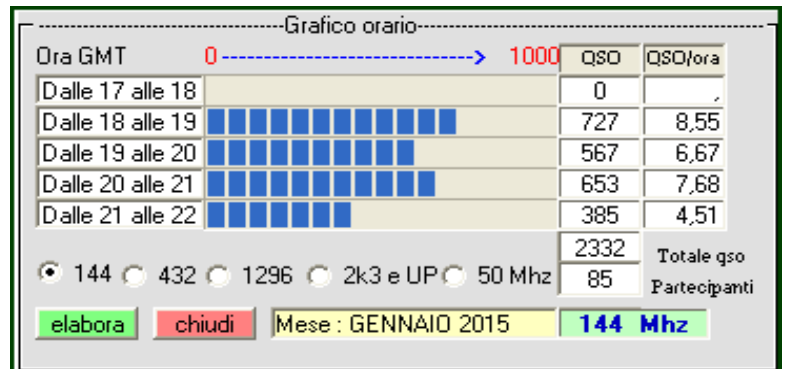 Grafico orario
Ora GMT 0 ----------------------------> 1000 QSO QSO/ora
Dalle 17 alle 18 0 ,
Dalle 18 alle 19 727 8,55
Dalle 19 alle 20 567 6,67
Dalle 20 alle 21 653 7,68
Dalle 21 alle 22 385 4,51
2332 Totale qso
144 432 1296 2k3 e UP 50 Mhz 85 Partecipanti
elabora chiudi Mese : GENNAIO 2015 144 Mhz